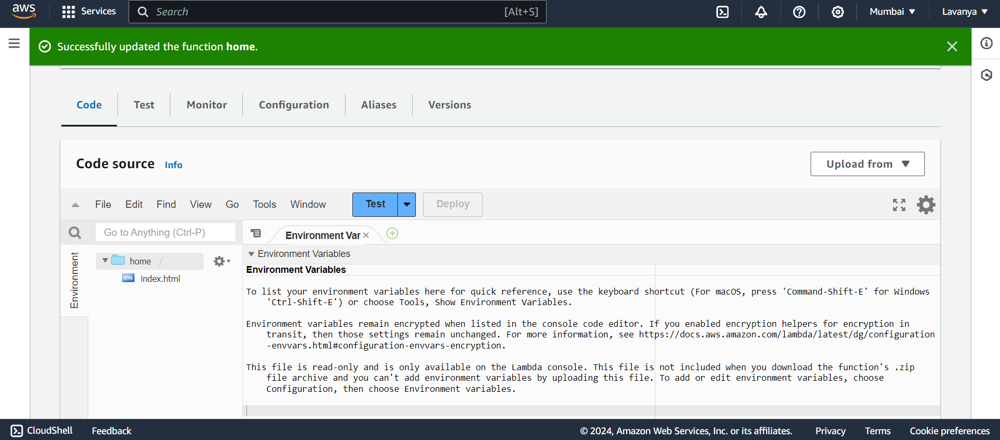 aws Services Search [Alt+S] Mumbai Lavanya
Successfully updated the function home.
Code Test Monitor Configuration Aliases Versions
Code source Info Upload from
File Edit Find View Go Tools Window Test Deploy
Go to Anything (Ctrl-P) Environment Var
Environment Variables
Environment
home - /
index.html
Environment Variables
To list your environment variables here for quick reference, use the keyboard shortcut (For macOS, press 'Command-Shift-E' for Windows
'Ctrl-Shift-E') or choose Tools, Show Environment Variables.
Environment variables remain encrypted when listed in the console code editor. If you enabled encryption helpers for encryption in
transit, then those settings remain unchanged. For more information, see https://docs.aws.amazon.com/lambda/latest/dg/configuration
-envvars.html#configuration-envvars-encryption.
This file is read-only and is only available on the Lambda console. This file is not included when you download the function's .zip
file archive and you can't add environment variables by uploading this file. To add or edit environment variables, choose
Configuration, then choose Environment variables.
CloudShell Feedback © 2024, Amazon Web Services, Inc. or its affiliates. Privacy Terms Cookie preferences